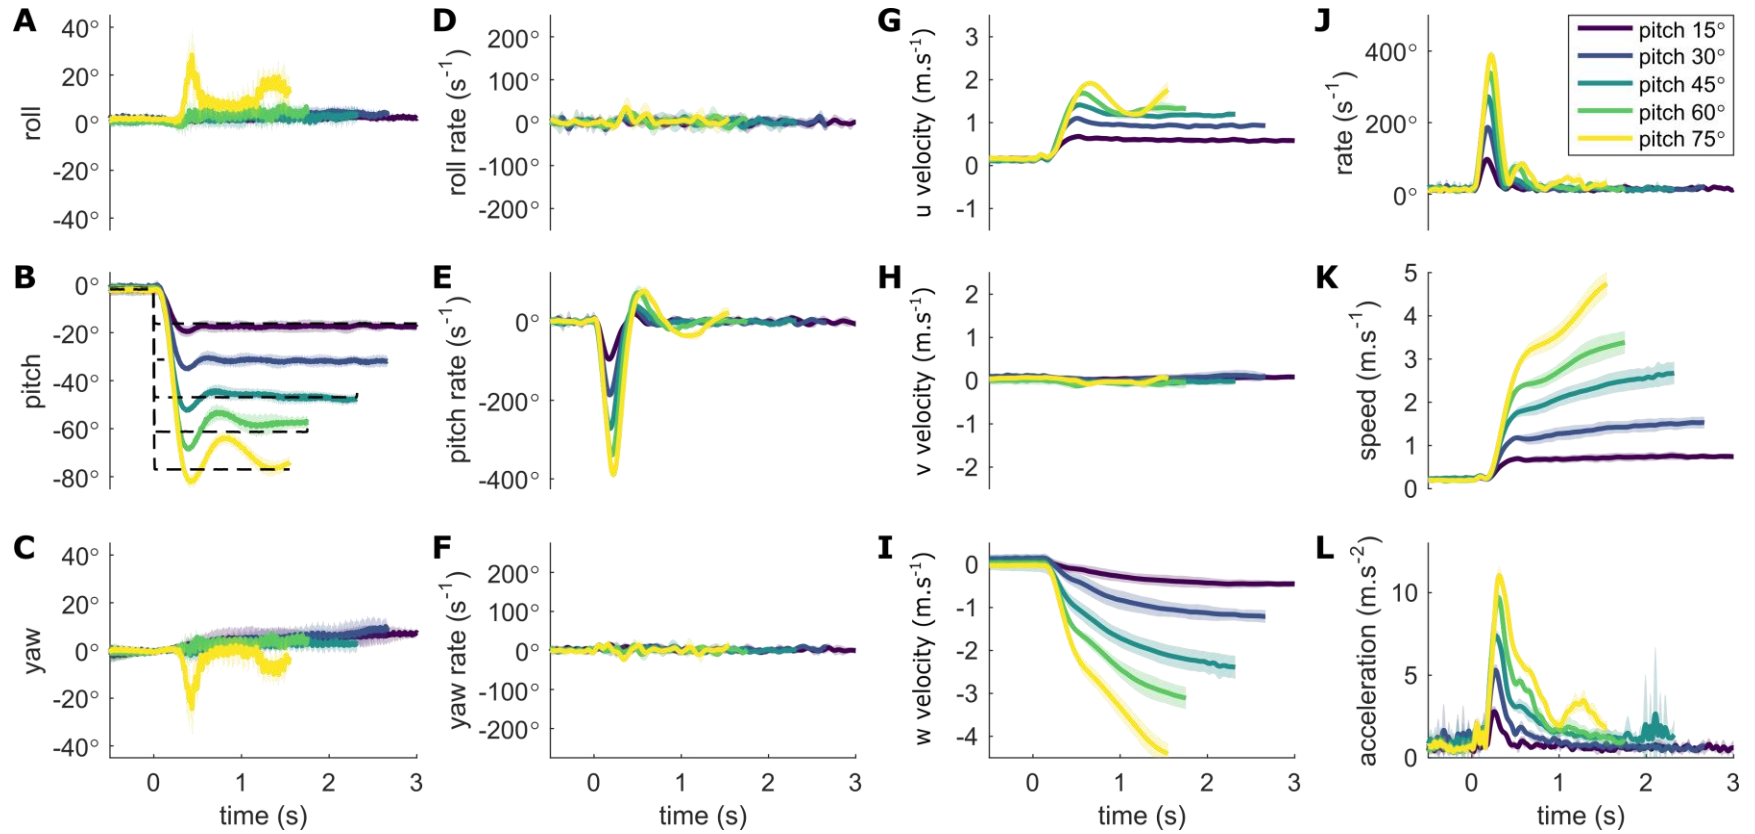 A
40°
20°
0°
-20°
-40°
roll
D
200°
100°
0°
-100°
-200°
roll rate (s-1)
G
3
2
1
0
-1
u velocity (m.s-1)
J
400°
200°
0°
rate (s-1)
pitch 15°
pitch 30°
pitch 45°
pitch 60°
pitch 75°
B
0°
-20°
-40°
-60°
-80°
pitch
E
0°
-200°
-400°
pitch rate (s-1)
H
2
1
0
-1
-2
v velocity (m.s-1)
K
5
4
3
2
1
0
speed (m.s-1)
C
40°
20°
0°
-20°
-40°
yaw
0
1
2
3
time (s)
F
200°
100°
0°
-100°
-200°
yaw rate (s-1)
0
1
2
3
time (s)
I
0
-1
-2
-3
-4
w velocity (m.s-1)
0
1
2
3
time (s)
L
10
5
0
acceleration (m.s-2)
0
1
2
3
time (s)